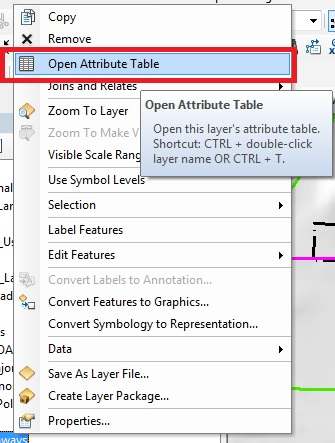 Copy
Remove
Open Attribute Table
Joins and Relates
Open Attribute Table
Zoom To Layer
Open this layer's attribute table.
Zoom To Make V
Shortcut: CTRL + double-click
Visible Scale Rang
layer name OR CTRL + T.
Use Symbol Levels
Selection
Label Features
Edit Features
Convert Labels to Annotation...
Convert Features to Graphics...
Convert Symbology to Representation...
Data
Save As Layer File...
Create Layer Package...
Properties...